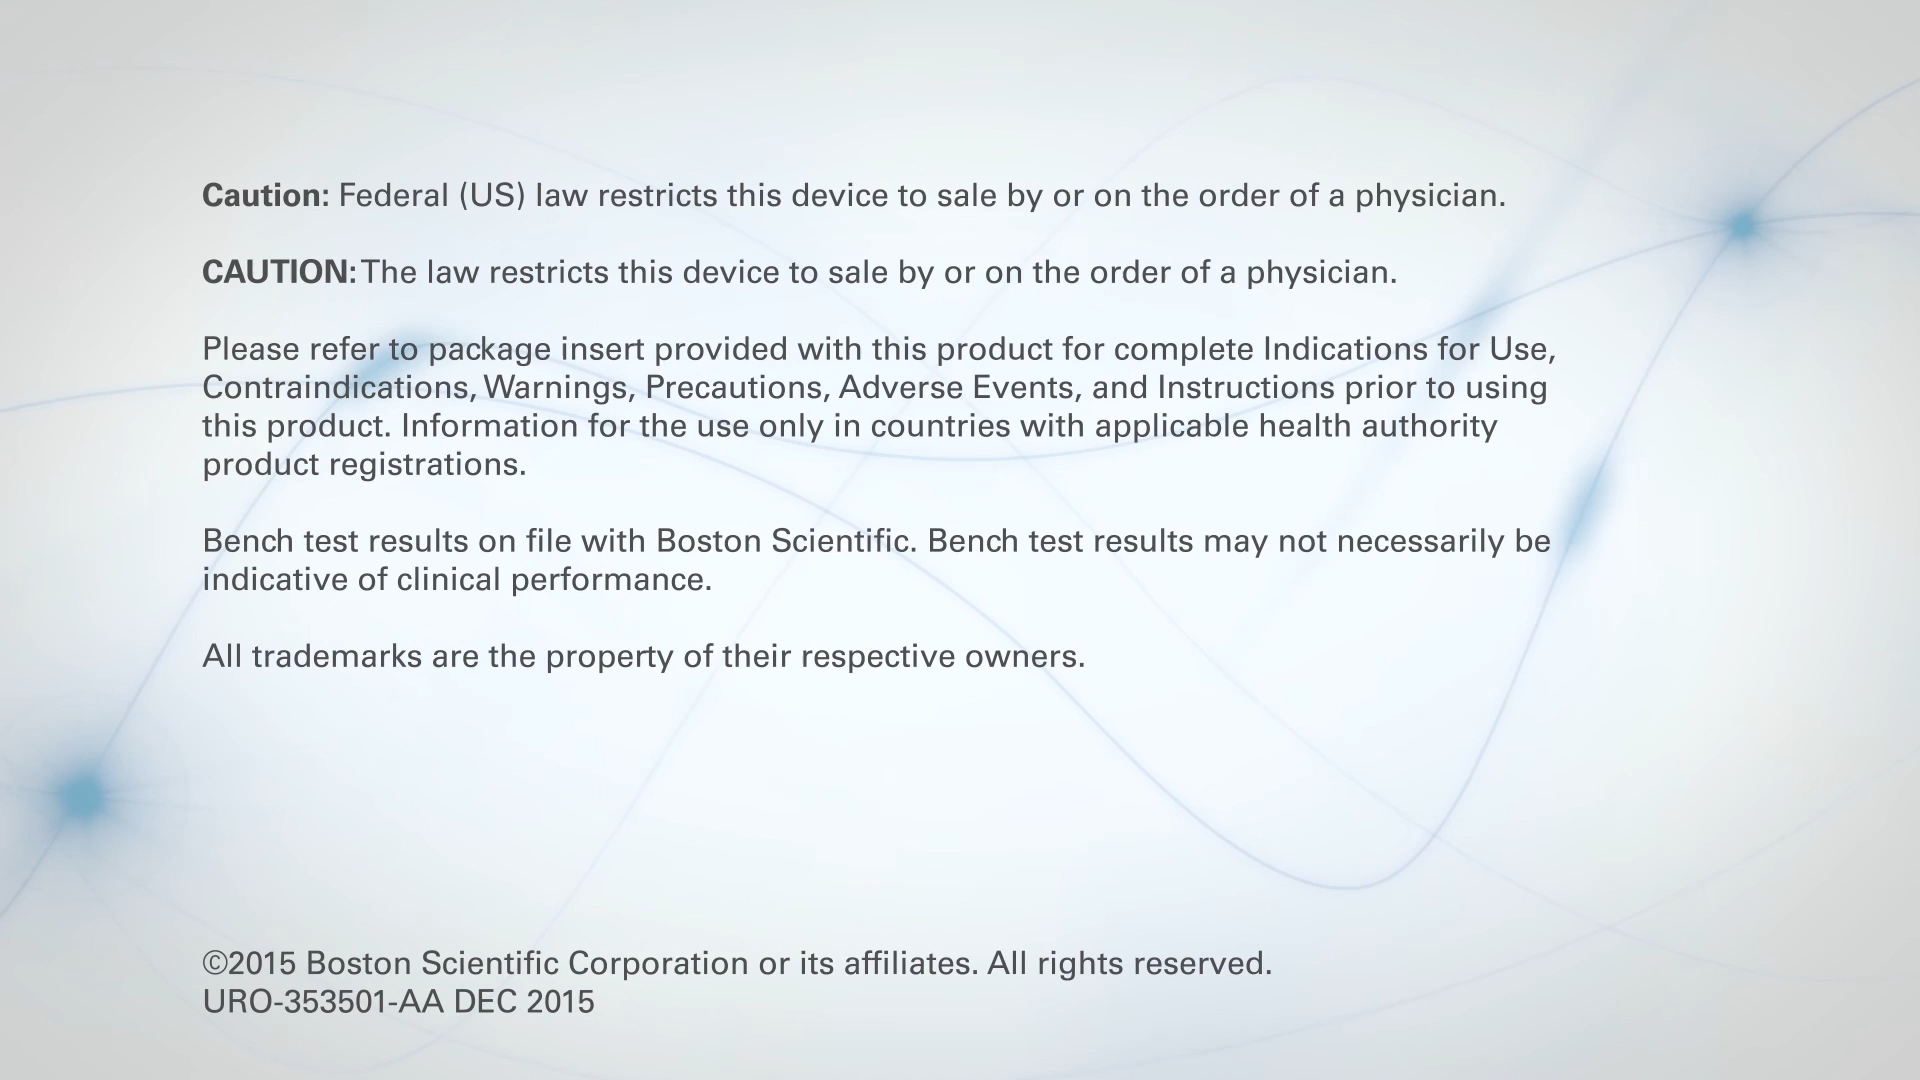 Caution: Federal (US) law restricts this device to sale by or on the order of a physician.
CAUTION: The law restricts this device to sale by or on the order of a physician.
Please refer to package insert provided with this product for complete Indications for Use,
Contraindications, Warnings, Precautions, Adverse Events, and Instructions prior to using
this product. Information for the use only in countries with applicable health authority
product registrations.
Bench test results on file with Boston Scientific. Bench test results may not necessarily be
indicative of clinical performance.
All trademarks are the property of their respective owners.
©2015 Boston Scientific Corporation or its affiliates. All rights reserved.
URO-353501-AA DEC 2015